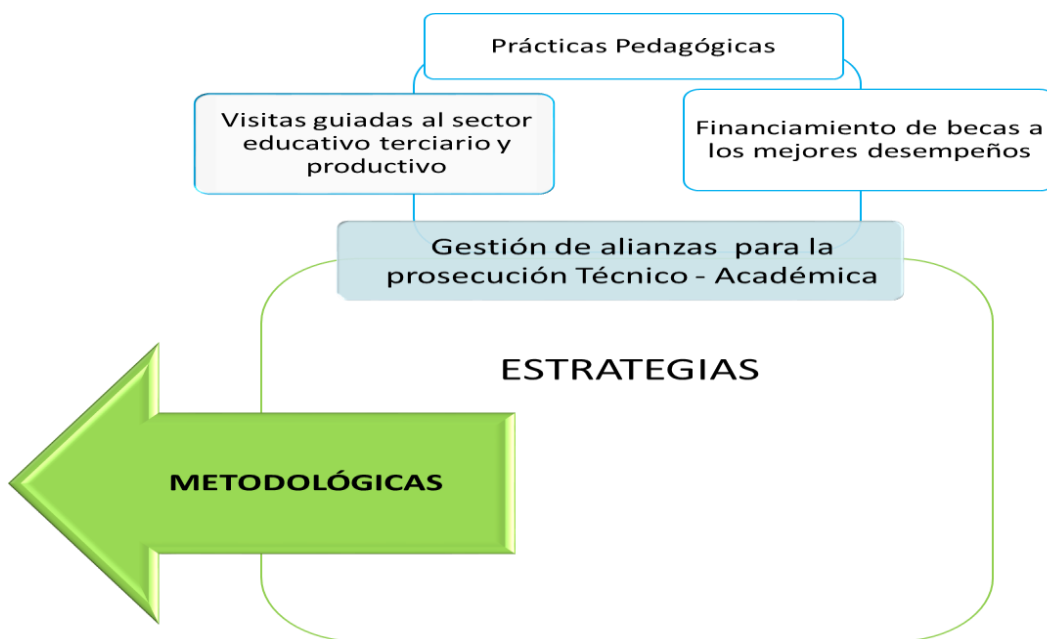 Prácticas Pedagógicas
Visitas guiadas al sector
educativo terciario y
productivo
Financiamiento de becas a
los mejores desempeños
Gestión de alianzas para la
prosecución Técnico - Académica
ESTRATEGIAS
METODOLÓGICAS